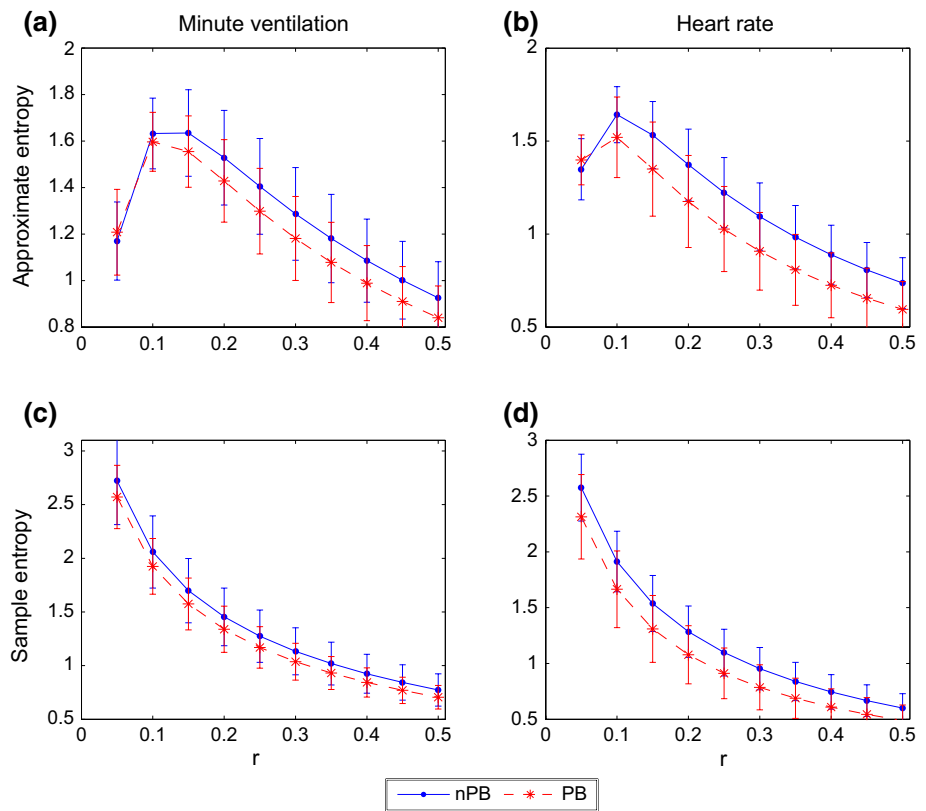 (a) Minute ventilation
(b) Heart rate
Approximate entropy
2
1.8
1.6
1.4
1.2
1
0.8
0 0.1 0.2 0.3 0.4 0.5
2
1.5
1
0.5
0 0.1 0.2 0.3 0.4 0.5
(c)
(d)
Sample entropy
3
2.5
2
1.5
1
0.5
0 0.1 0.2 0.3 0.4 0.5
r
3
2.5
2
1.5
1
0.5
0 0.1 0.2 0.3 0.4 0.5
r
nPB PB